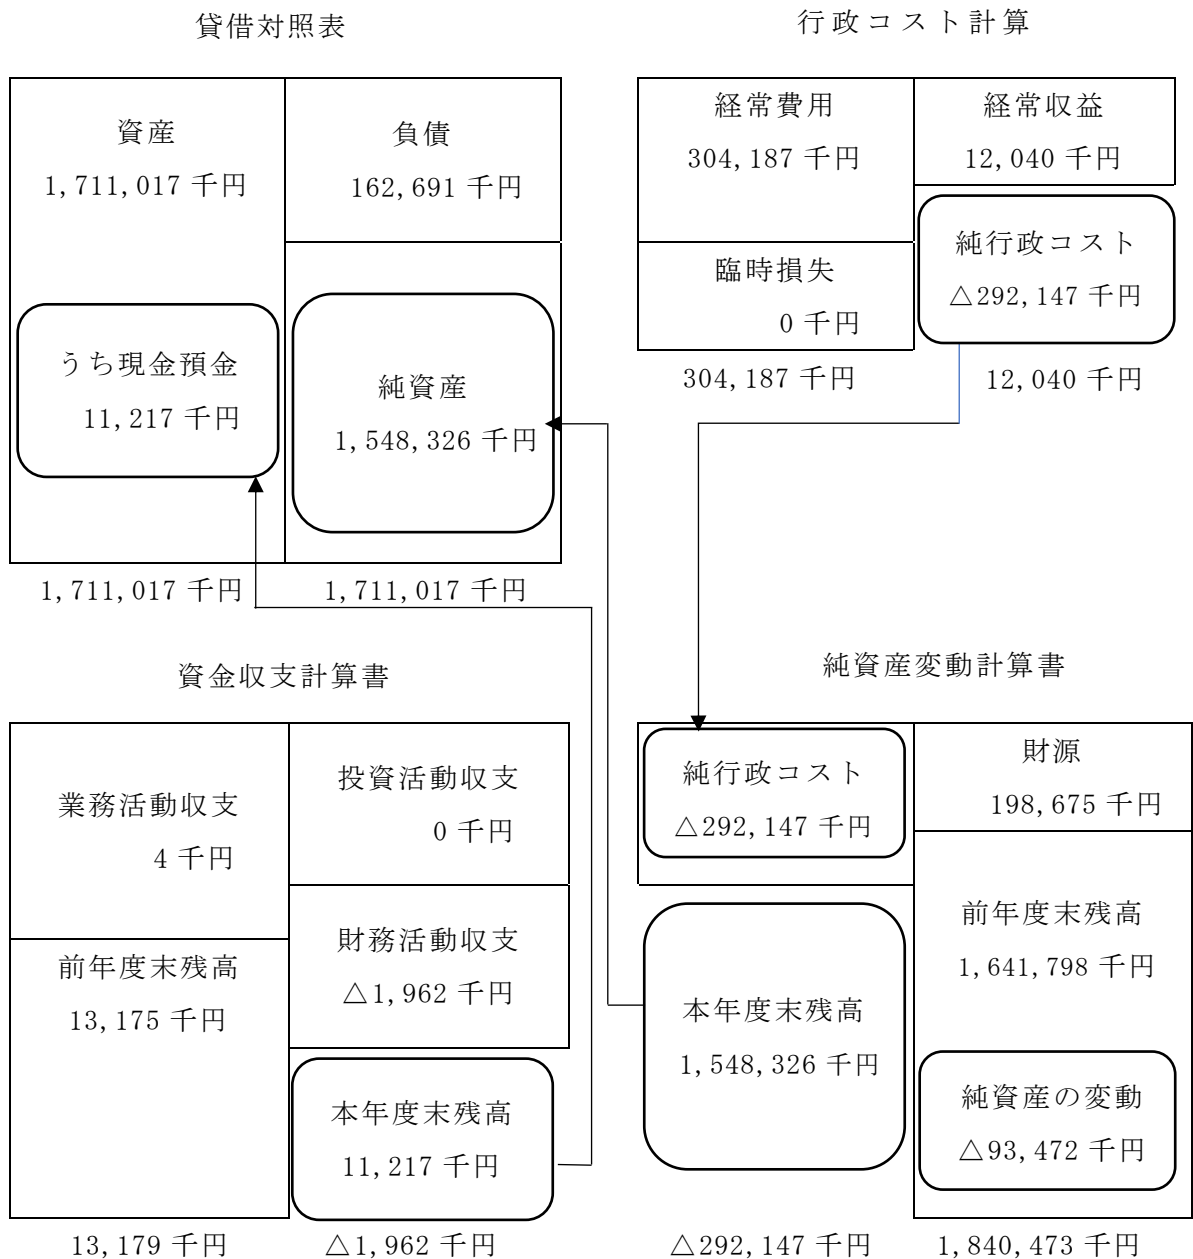 貸借対照表
資産
1,711,017 千円
負債
162,691 千円
うち現金預金
11,217 千円
純資産
1,548,326 千円
1,711,017 千円
1,711,017 千円
行政コスト計算
経常費用
304,187 千円
経常収益
12,040 千円
臨時損失
0 千円
純行政コスト
△292,147 千円
304,187 千円
12,040 千円
資金収支計算書
業務活動収支
4 千円
投資活動収支
0 千円
前年度末残高
13,175 千円
財務活動収支
△1,962 千円
本年度末残高
11,217 千円
13,179 千円
△1,962 千円
純資産変動計算書
純行政コスト
△292,147 千円
財源
198,675 千円
本年度末残高
1,548,326 千円
前年度末残高
1,641,798 千円
純資産の変動
△93,472 千円
△292,147 千円
1,840,473 千円